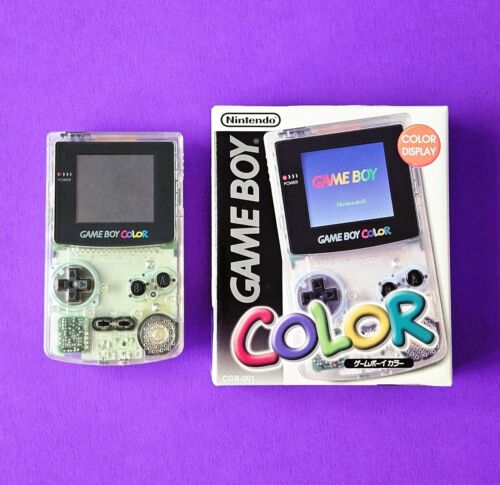 POWER
GAME BOY COLOR
B
A
Nintendo
GAME BOY
COLOR
DISPLAY
POWER
GAME BOY
Nintendo®
GAME BOY COLOR
COLOR
ゲームボーイカラー
CGB-001